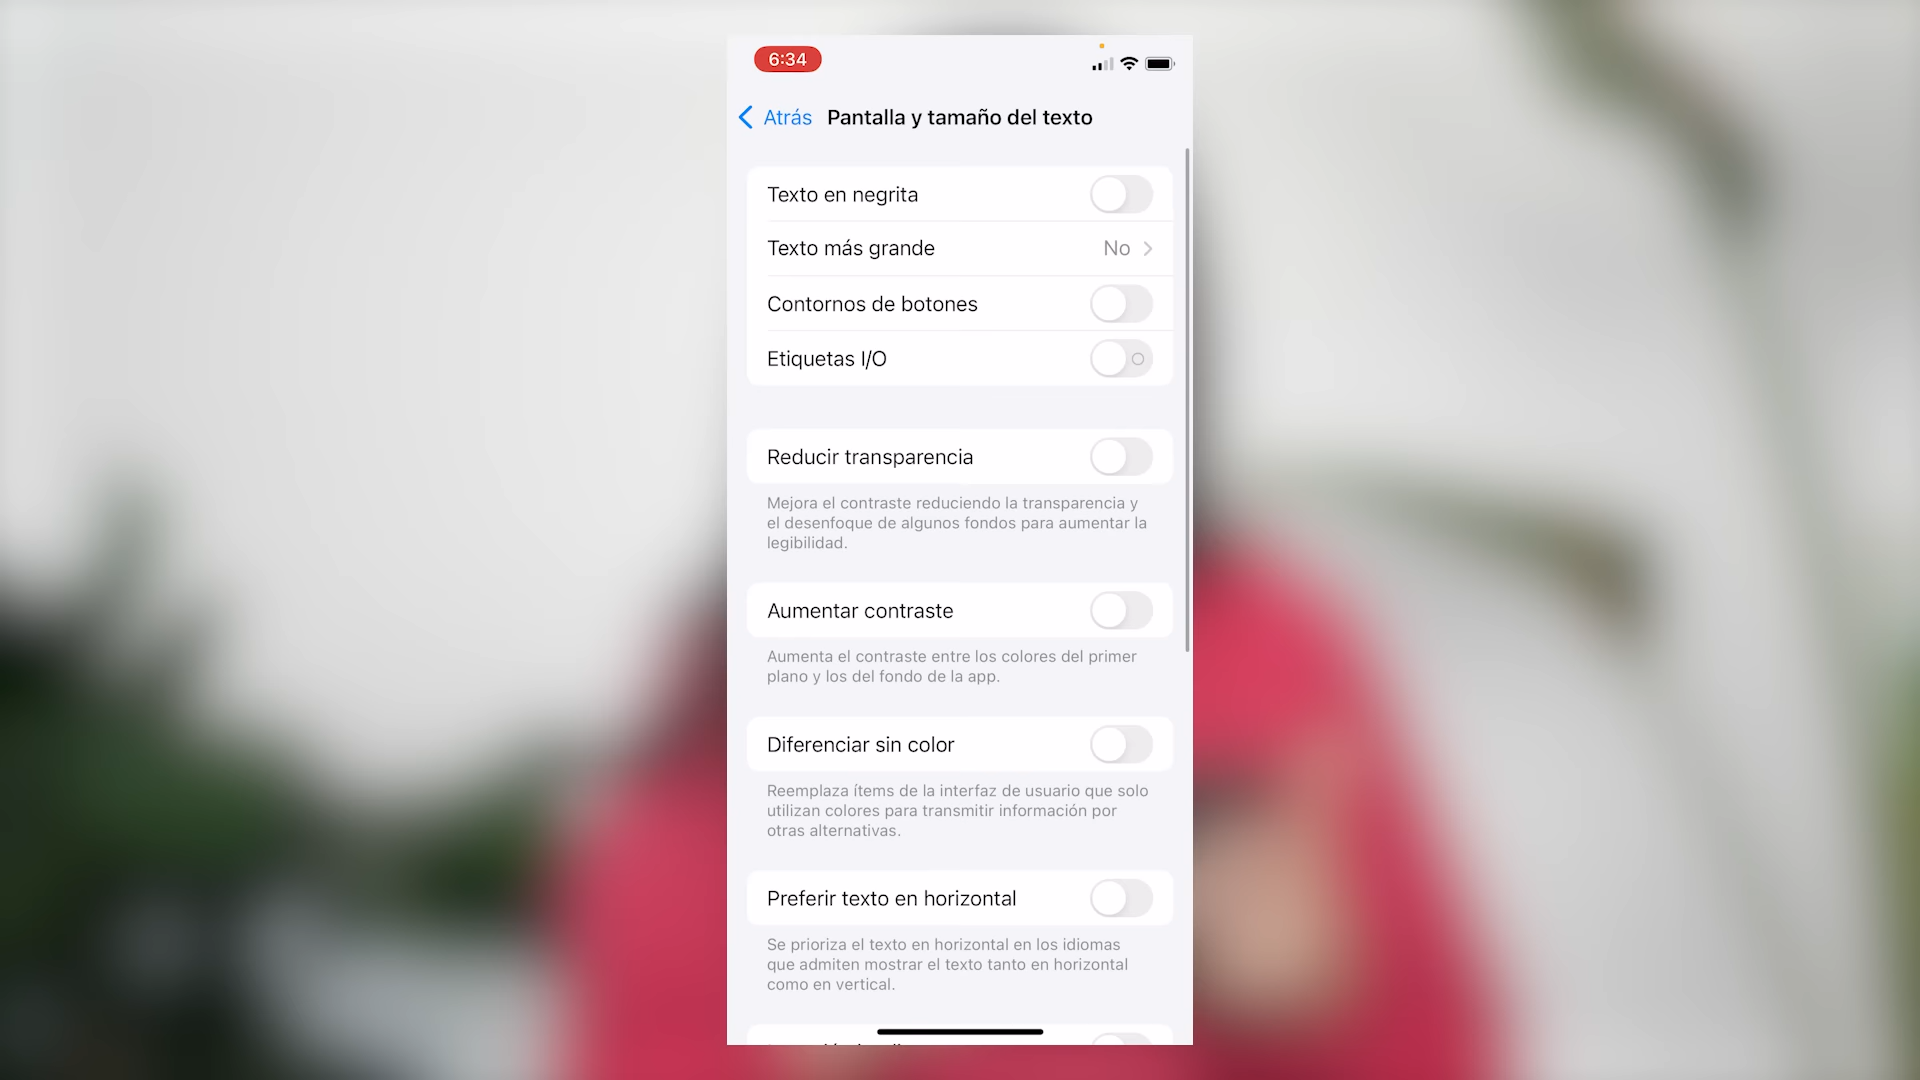 6:34
Atrás Pantalla y tamaño del texto
Texto en negrita
Texto más grande No
Contornos de botones
Etiquetas I/O
Reducir transparencia
Mejora el contraste reduciendo la transparencia y
el desenfoque de algunos fondos para aumentar la
legibilidad.
Aumentar contraste
Aumenta el contraste entre los colores del primer
plano y los del fondo de la app.
Diferenciar sin color
Reemplaza ítems de la interfaz de usuario que solo
utilizan colores para transmitir información por
otras alternativas.
Preferir texto en horizontal
Se prioriza el texto en horizontal en los idiomas
que admiten mostrar el texto tanto en horizontal
como en vertical.